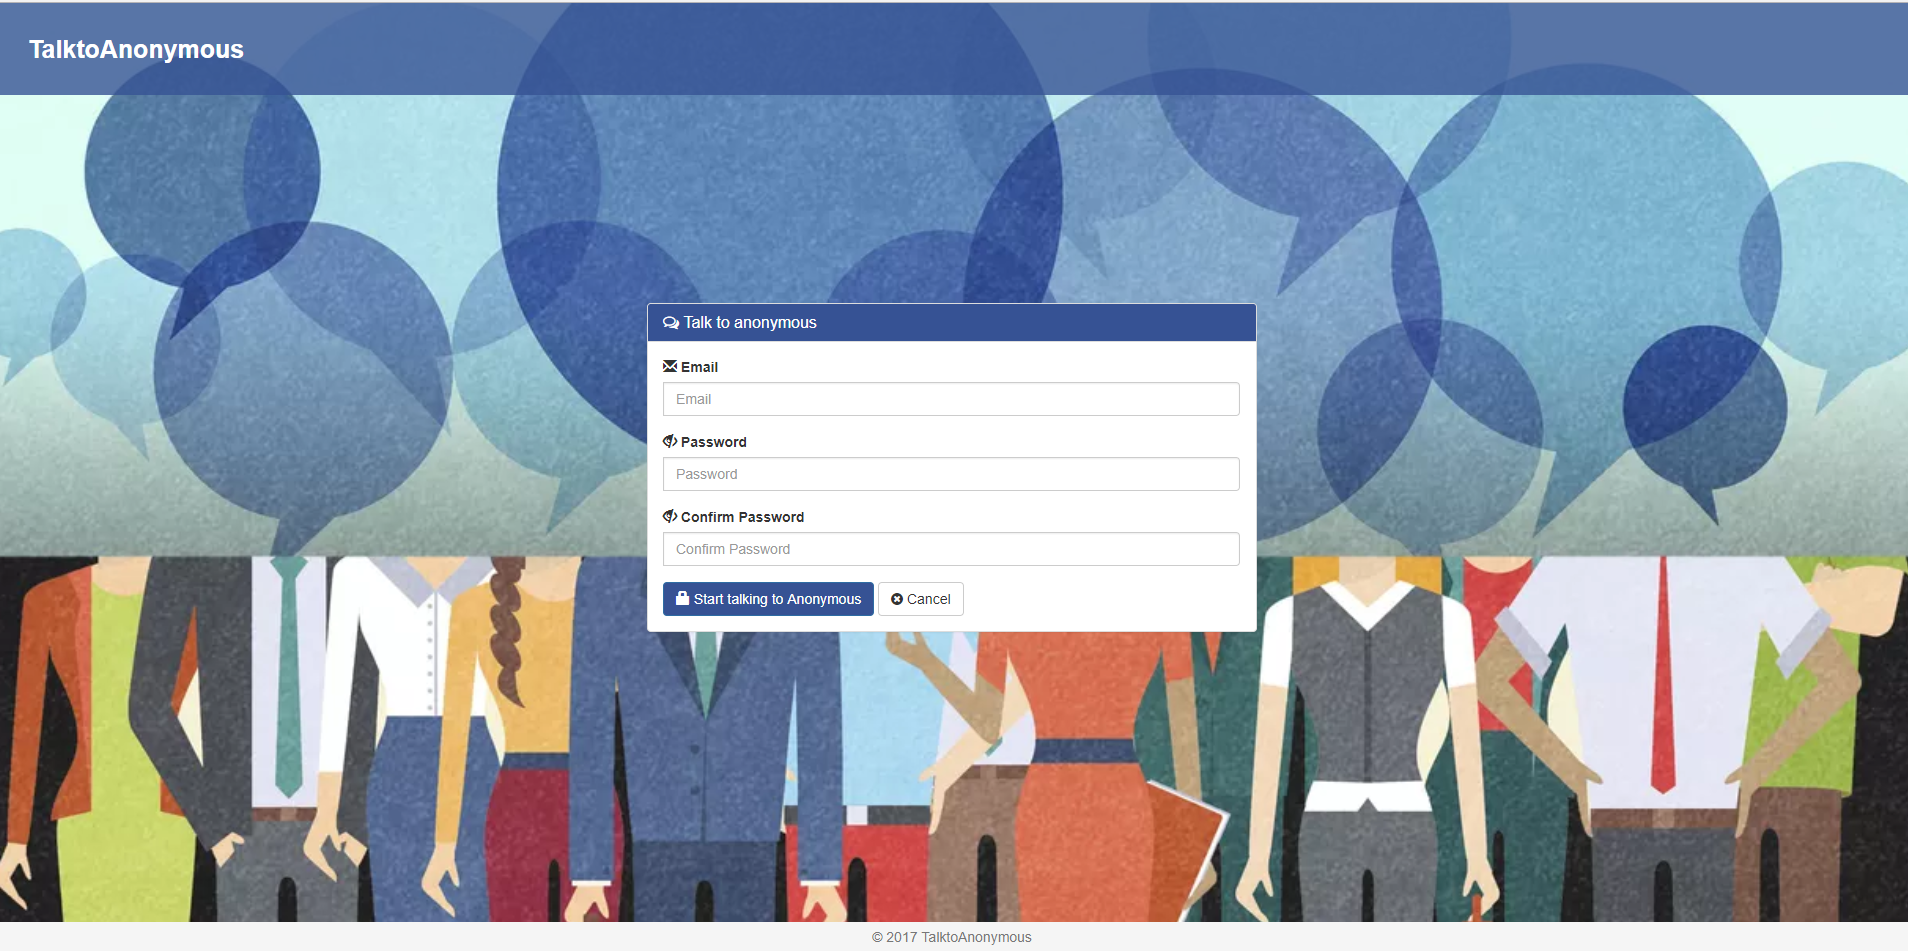 TalktoAnonymous
Talk to anonymous
Email
Email
Password
Password
Confirm Password
Confirm Password
Start talking to Anonymous Cancel
© 2017 TalktoAnonymous